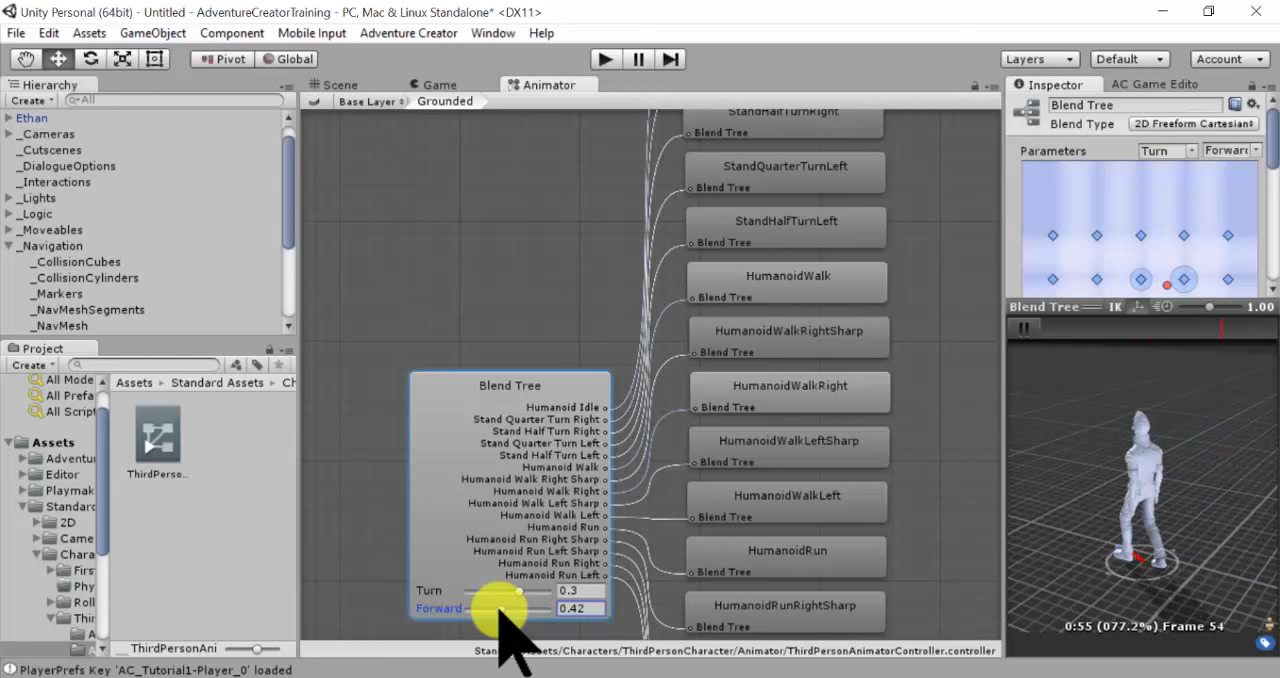 Unity Personal (64bit) - Untitled - AdventureCreatorTraining - PC, Mac & Linux Standalone* <DX11>
File Edit Assets GameObject Component Mobile Input Adventure Creator Window Help
Pivot Global Layers Default Account
Hierarchy
Create All
Ethan
_Cameras
_Cutscenes
_DialogueOptions
_Interactions
_Lights
_Logic
_Moveables
_Navigation
_CollisionCubes
_CollisionCylinders
_Markers
_NavMeshSegments
_NavMesh
Project
Create
All Mode
All Prefa
All Script
Assets
Adventu
Editor
Playmak
Standard
2D
Came
Chara
First
Phy
Roll
Thir
A
A
Assets Standard Assets Ch
ThirdPerso...
ThirdPersonAni
Scene Game Animator
Base Layer Grounded
StandHalfTurnRight
Blend Tree
StandQuarterTurnLeft
Blend Tree
StandHalfTurnLeft
Blend Tree
HumanoidWalk
Blend Tree
HumanoidWalkRightSharp
Blend Tree
HumanoidWalkRight
Blend Tree
HumanoidWalkLeftSharp
Blend Tree
HumanoidWalkLeft
Blend Tree
HumanoidRun
Blend Tree
HumanoidRunRightSharp
Blend Tree
Blend Tree
Humanoid Idle
Stand Quarter Turn Right
Stand Half Turn Right
Stand Quarter Turn Left
Stand Half Turn Left
Humanoid Walk
Humanoid Walk Right Sharp
Humanoid Walk Right
Humanoid Walk Left Sharp
Humanoid Walk Left
Humanoid Run
Humanoid Run Right Sharp
Humanoid Run Left Sharp
Humanoid Run Right
Humanoid Run Left
Turn 0.3
Forward 0.42
Assets/Characters/ThirdPersonCharacter/Animator/ThirdPersonAnimatorController.controller
Inspector AC Game Edito
Blend Tree
Blend Type 2D Freeform Cartesian
Parameters Turn Forward
Blend Tree IK 1.00
0:55 (077.2%) Frame 54
PlayerPrefs Key 'AC_Tutorial1-Player_0' loaded